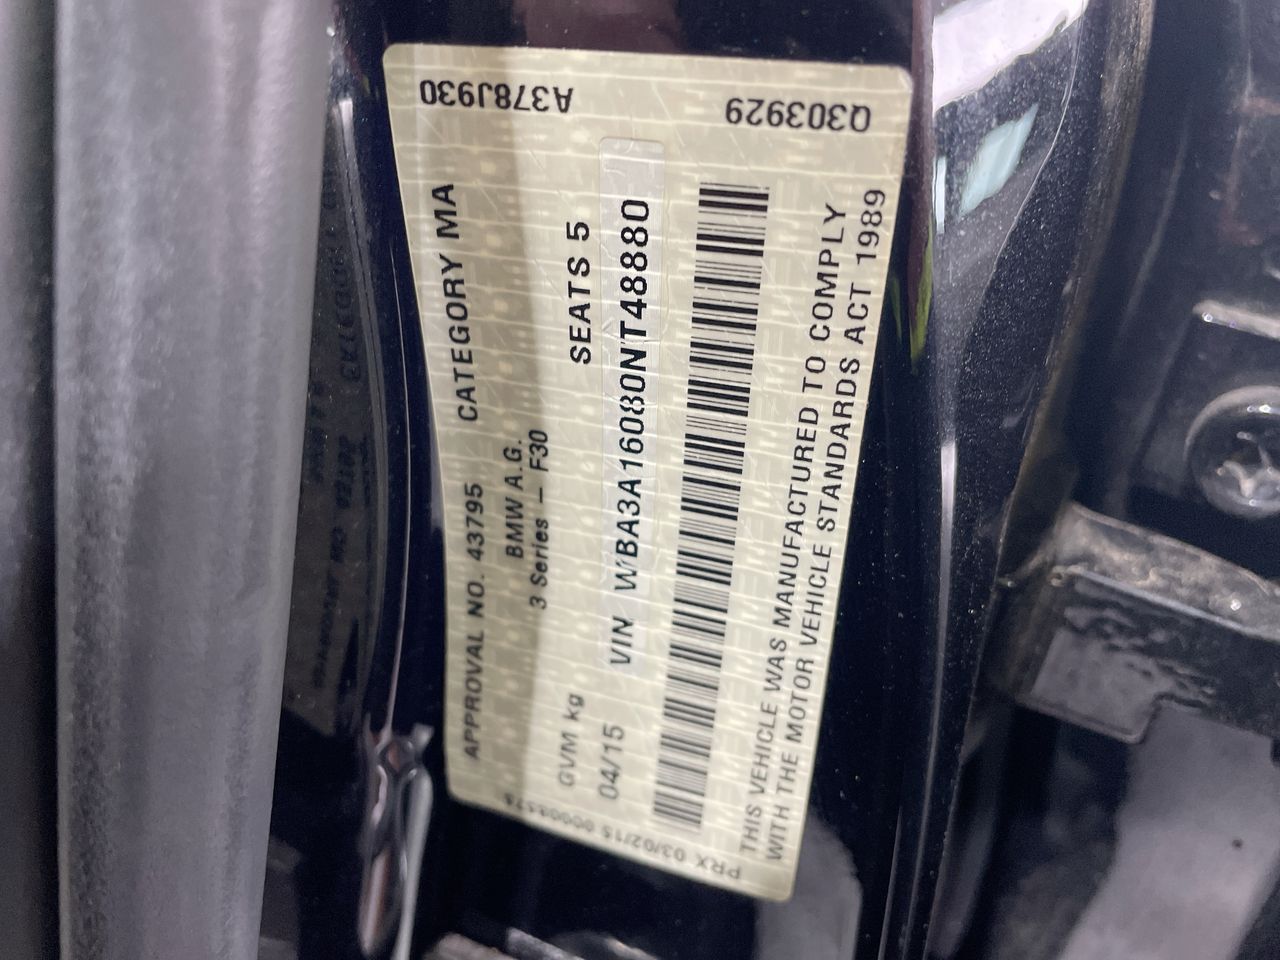 A378J930
Q303929
APPROVAL NO. 43795 CATEGORY MA
BMW A.G.
3 Series – F30
GVM kg SEATS 5
04/15 VIN WBA3A16080NT48880
THIS VEHICLE WAS MANUFACTURED TO COMPLY
WITH THE MOTOR VEHICLE STANDARDS ACT 1989
PRX 03/02/15